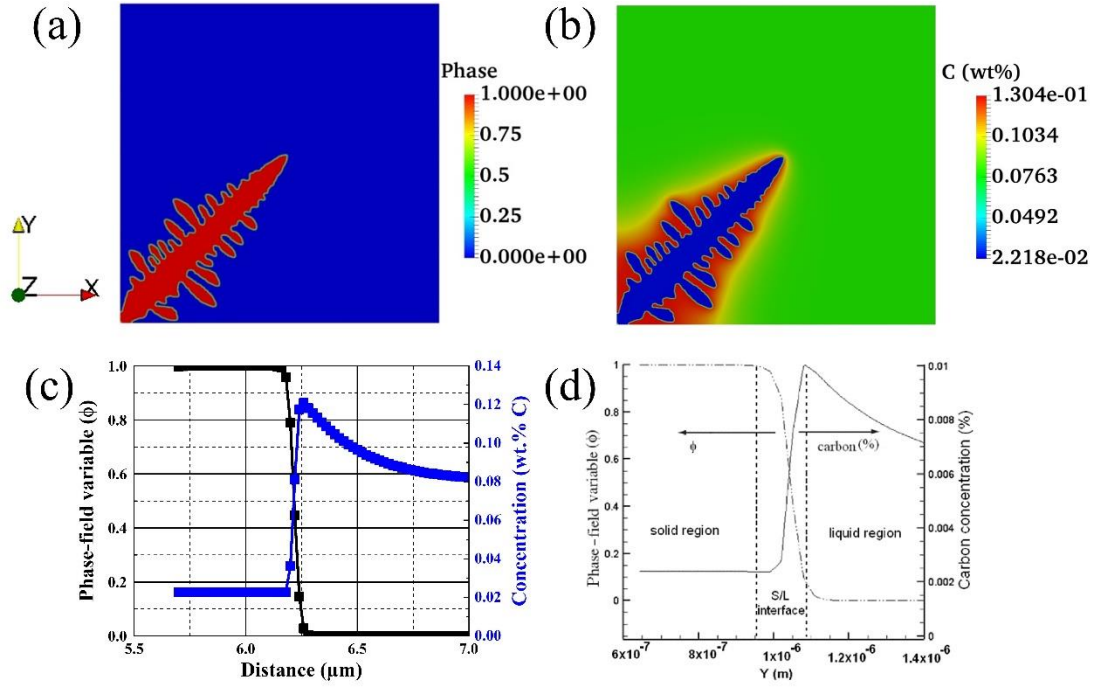 (a)
Phase
1.000e+00
0.75
0.5
0.25
0.000e+00
Y
Z
X
(b)
C (wt%)
1.304e-01
0.1034
0.0763
0.0492
2.218e-02
(c)
Phase-field variable (ϕ)
1.0
0.8
0.6
0.4
0.2
0.0
5.5
6.0
6.5
7.0
Distance (μm)
0.14
0.12
0.10
0.08
0.06
0.04
0.02
0.00
Concentration (wt.% C)
(d)
Phase-field variable (ϕ)
1
0.8
0.6
0.4
0.2
0
ϕ
carbon(%)
solid region
liquid region
S/L
interface
6x10⁻⁷
8x10⁻⁷
1x10⁻⁶
1.2x10⁻⁶
1.4x10⁻⁶
Y (m)
0.01
0.008
0.006
0.004
0.002
0
Carbon concentration (%)